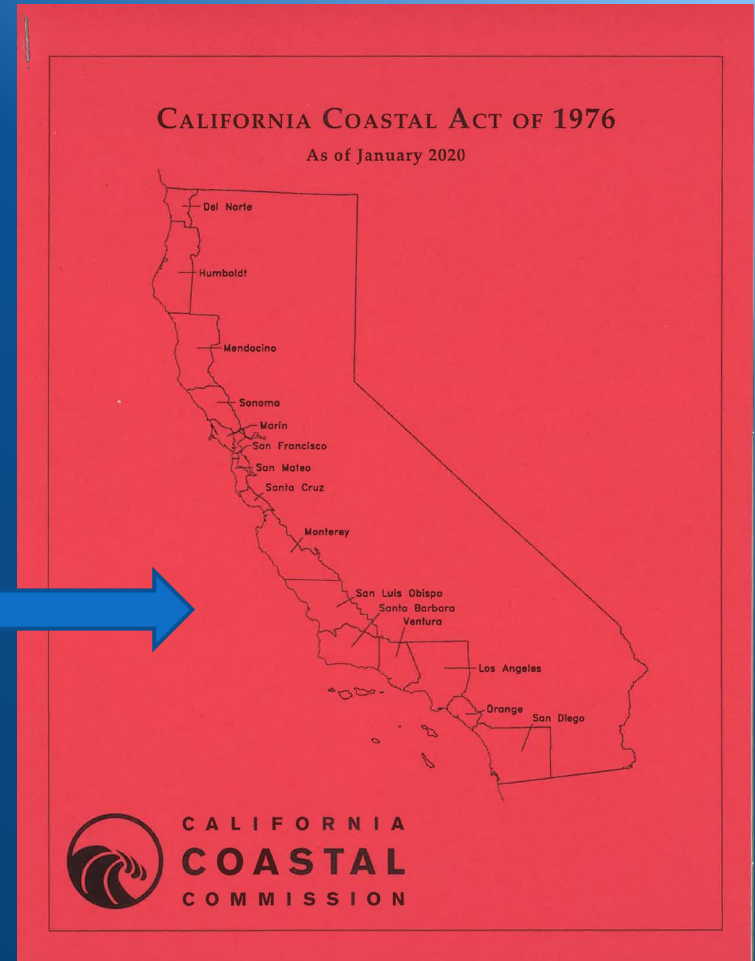 CALIFORNIA COASTAL ACT OF 1976
As of January 2020
Del Norte
Humboldt
Mendocino
Sonoma
Marin
San Francisco
San Mateo
Santa Cruz
Monterey
San Luis Obispo
Santa Barbara
Ventura
Los Angeles
Orange
San Diego
CALIFORNIA
COASTAL
COMMISSION